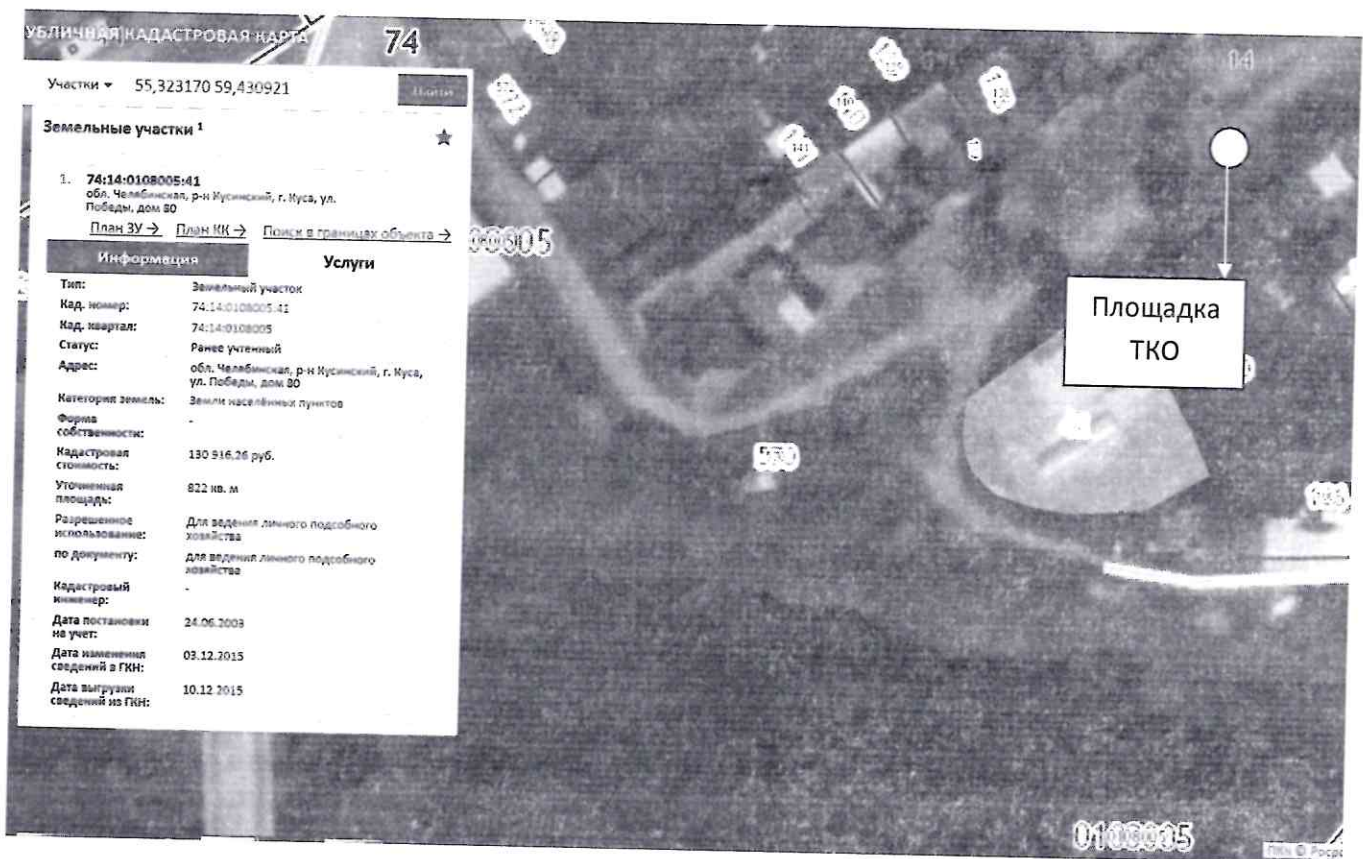 УБЛИЧНАЯ КАДАСТРОВАЯ КАРТА
74
14
Участки 55,323170 59,430921
Найти
Земельные участки 1
1. 74:14:0108005:41
обл. Челябинская, р-н Кусинский, г. Куса, ул.
Победы, дом 80
План ЗУ → План КК → Поиск в границах объекта →
Информация Услуги
Тип: Земельный участок
Кад. номер: 74:14:0108005:41
Кад. квартал: 74:14:0108005
Статус: Ранее учтенный
Адрес: обл. Челябинская, р-н Кусинский, г. Куса,
ул. Победы, дом 80
Категория земель: Земли населённых пунктов
Форма
собственности: -
Кадастровая
стоимость: 130 916,26 руб.
Уточненная
площадь: 822 кв. м
Разрешенное
использование: Для ведения личного подсобного
хозяйства
по документу: для ведения личного подсобного
хозяйства
Кадастровый
инженер: -
Дата постановки
на учет: 24.06.2003
Дата изменения
сведений в ГКН: 03.12.2015
Дата выгрузки
сведений из ГКН: 10.12.2015
141
Площадка
ТКО
0108005